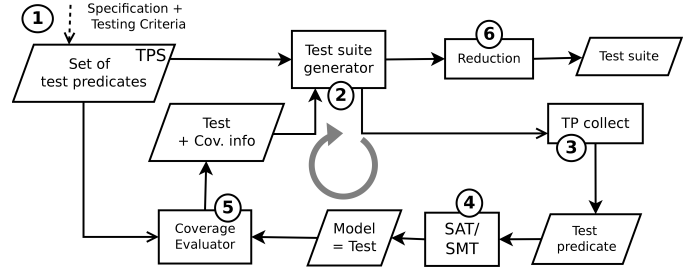 1
Specification +
Testing Criteria
TPS
Set of
test predicates
Test suite
generator
2
6
Reduction
Test suite
Test
+ Cov. info
TP collect
3
5
Coverage
Evaluator
Model
= Test
4
SAT/
SMT
Test
predicate